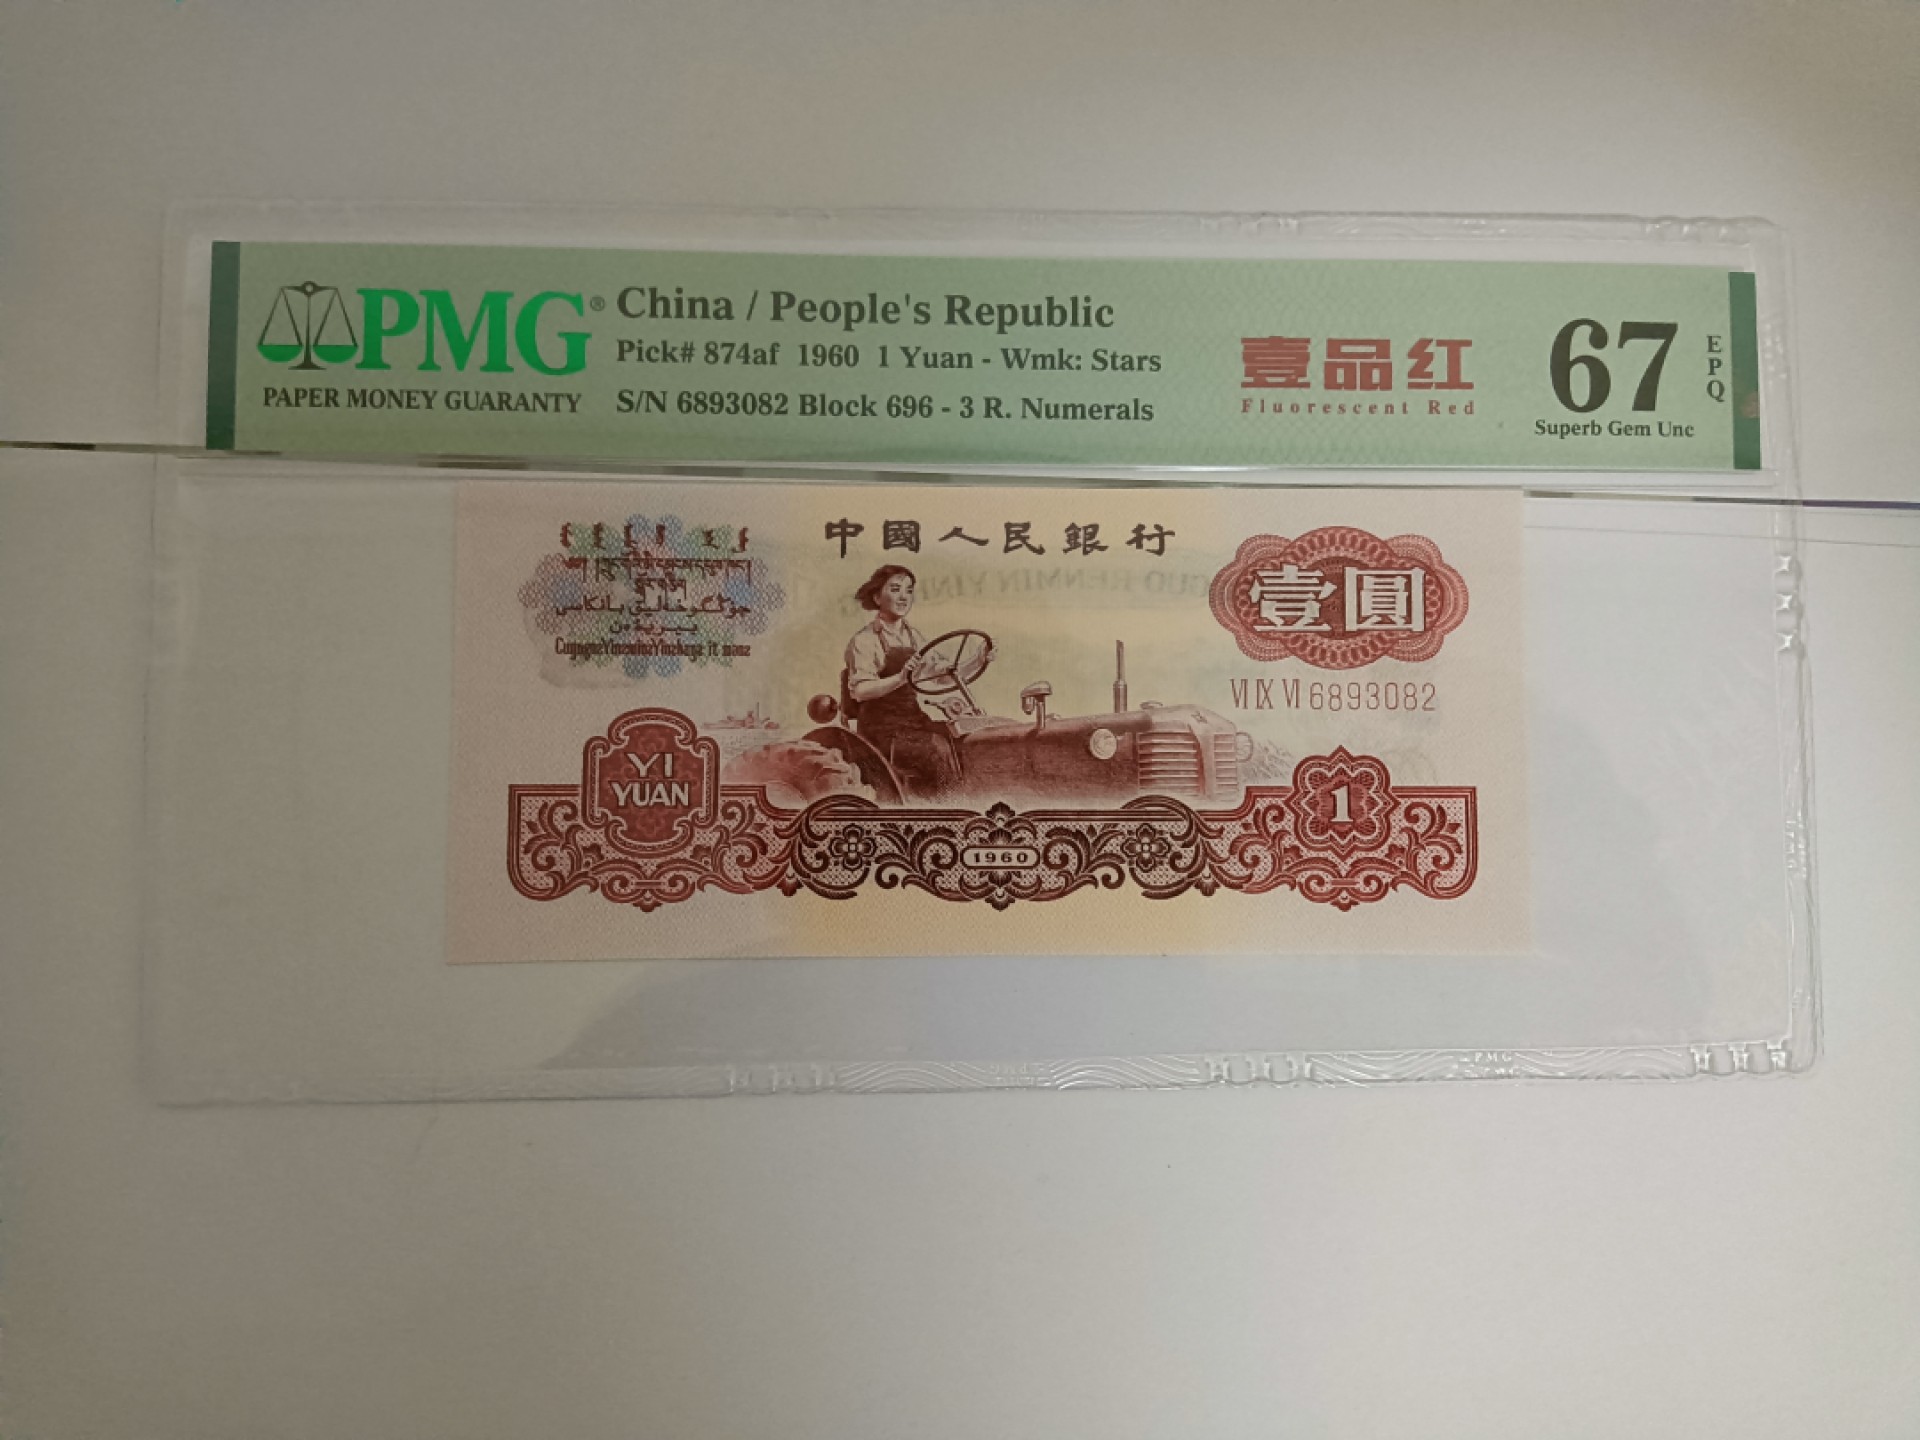 PMG®
PAPER MONEY GUARANTY
China / People's Republic
Pick# 874af 1960 1 Yuan - Wmk: Stars
S/N 6893082 Block 696 - 3 R. Numerals
壹品红
Fluorescent Red
67
EPQ
Superb Gem Unc
中國人民銀行
壹圓
VI IX VI 6893082
YI
YUAN
1960
1
PMG